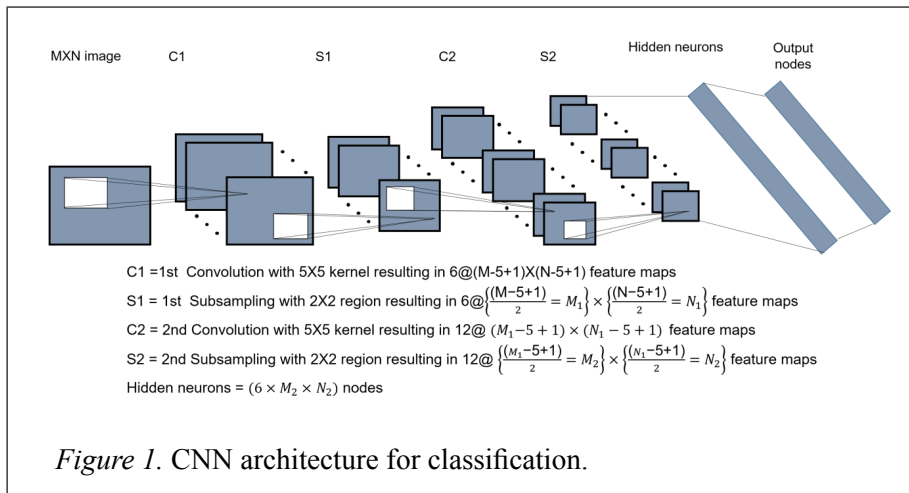 MXN image C1 S1 C2 S2 Hidden neurons Output nodes
C1 =1st Convolution with 5X5 kernel resulting in 6@(M-5+1)X(N-5+1) feature maps
S1 = 1st Subsampling with 2X2 region resulting in 6@{(M−5+1)/2 = M₁} × {(N−5+1)/2 = N₁} feature maps
C2 = 2nd Convolution with 5X5 kernel resulting in 12@ (M₁−5 + 1) × (N₁ − 5 + 1) feature maps
S2 = 2nd Subsampling with 2X2 region resulting in 12@ {(M₁−5+1)/2 = M₂} × {(N₁−5+1)/2 = N₂} feature maps
Hidden neurons = (6 × M₂ × N₂) nodes
Figure 1. CNN architecture for classification.